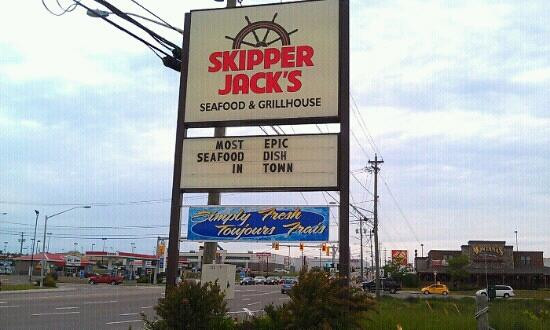 SKIPPER
JACK'S
SEAFOOD & GRILLHOUSE
MOST EPIC
SEAFOOD DISH
IN TOWN
Simply Fresh
Toujours Frais